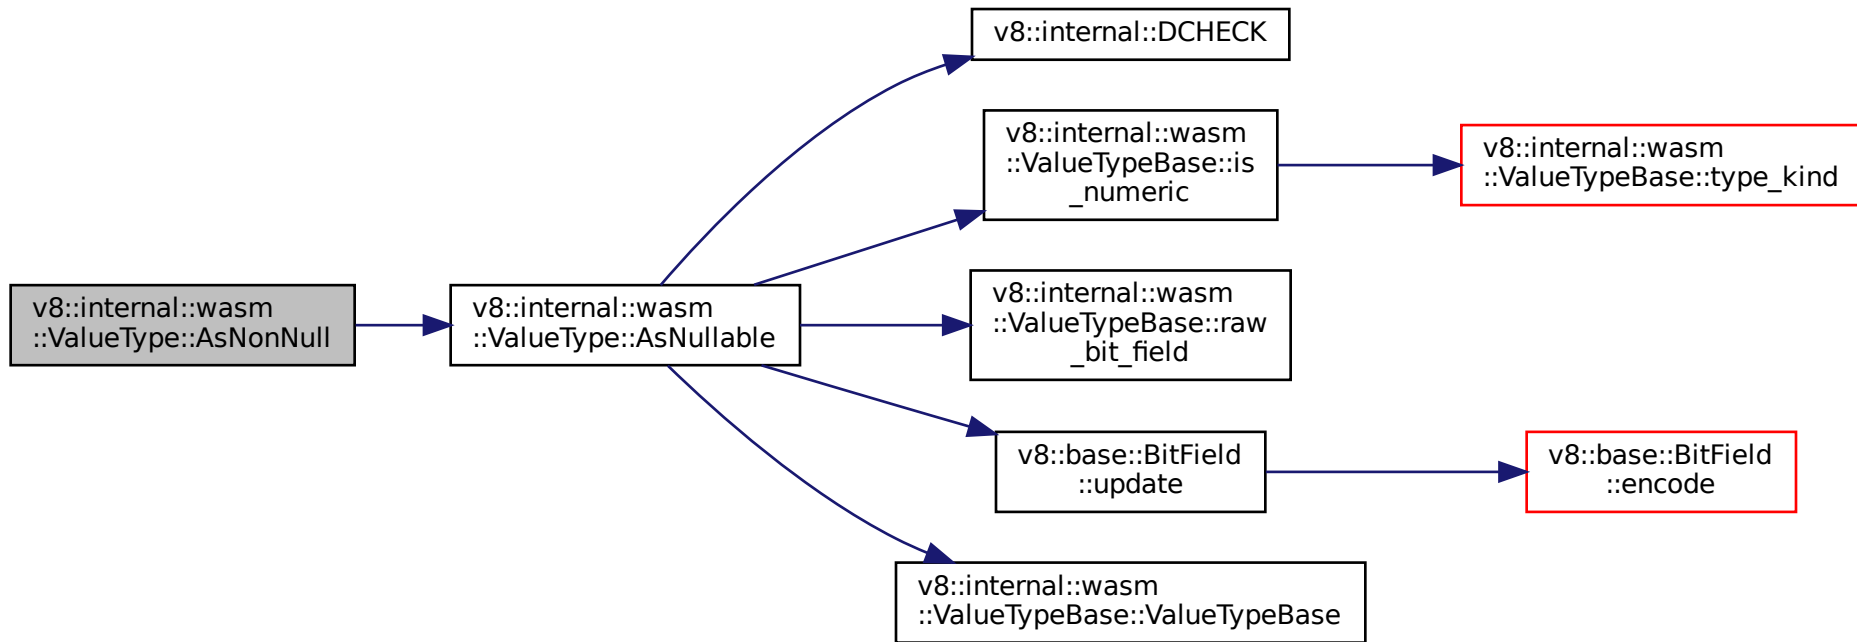 v8::internal::wasm
::ValueType::AsNonNull
v8::internal::wasm
::ValueType::AsNullable
v8::internal::DCHECK
v8::internal::wasm
::ValueTypeBase::is
_numeric
v8::internal::wasm
::ValueTypeBase::type_kind
v8::internal::wasm
::ValueTypeBase::raw
_bit_field
v8::base::BitField
::update
v8::base::BitField
::encode
v8::internal::wasm
::ValueTypeBase::ValueTypeBase